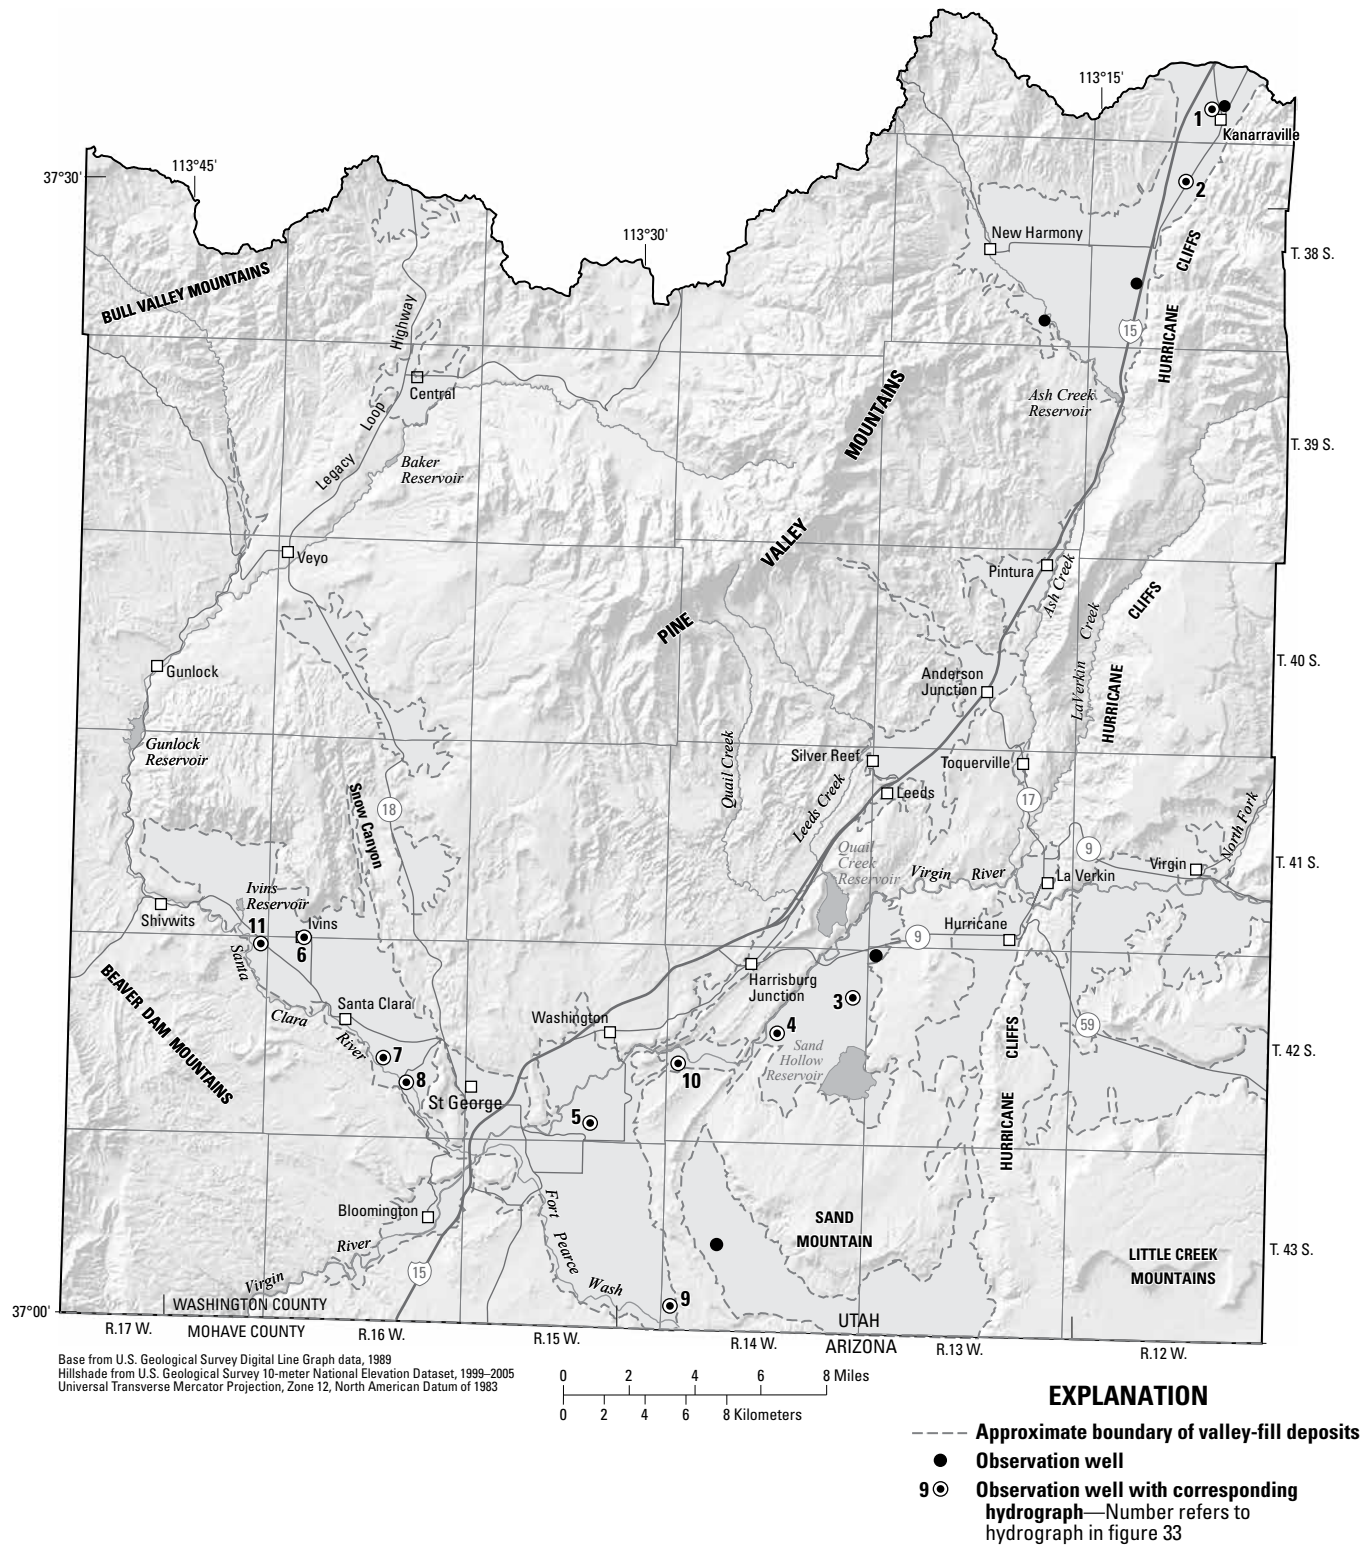 113°15'
1
Kanarraville
113°45'
37°30'
2
New Harmony
113°30'
CLIFFS
T. 38 S.
BULL VALLEY MOUNTAINS
Highway
15
HURRICANE
Central
Loop
MOUNTAINS
Ash Creek
Reservoir
T. 39 S.
Legacy
Baker
Reservoir
VALLEY
Veyo
Pintura
Ash Creek
CLIFFS
PINE
Creek
LaVerkin
Gunlock
Anderson
Junction
T. 40 S.
HURRICANE
Gunlock
Reservoir
Quail Creek
Silver Reef
Toquerville
Snow Canyon
18
Leeds Creek
Leeds
17
North Fork
Quail
Creek
Reservoir
9
Virgin River
Virgin
T. 41 S.
La Verkin
Ivins
Reservoir
Shivwits
11
Ivins
6
Hurricane
9
Santa
Clara
River
BEAVER DAM MOUNTAINS
Harrisburg
Junction
3
Santa Clara
Washington
4
59
CLIFFS
7
Sand
Hollow
Reservoir
T. 42 S.
8
10
St George
5
HURRICANE
Bloomington
Fort Pearce Wash
SAND
MOUNTAIN
River
Virgin
15
LITTLE CREEK
MOUNTAINS
T. 43 S.
9
37°00'
WASHINGTON COUNTY
MOHAVE COUNTY
UTAH
ARIZONA
R.17 W.
R.16 W.
R.15 W.
R.14 W.
R.13 W.
R.12 W.
Base from U.S. Geological Survey Digital Line Graph data, 1989
Hillshade from U.S. Geological Survey 10-meter National Elevation Dataset, 1999–2005
Universal Transverse Mercator Projection, Zone 12, North American Datum of 1983
0 2 4 6 8 Miles
0 2 4 6 8 Kilometers
EXPLANATION
Approximate boundary of valley-fill deposits
Observation well
9 Observation well with corresponding
hydrograph—Number refers to
hydrograph in figure 33